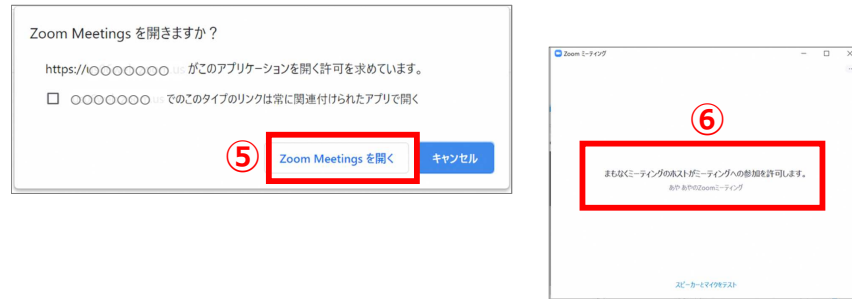 Zoom Meetings を開きますか？
https://○○○○○○○.us がこのアプリケーションを開く許可を求めています。
○○○○○○○.us でのこのタイプのリンクは常に関連付けられたアプリで開く
⑤ Zoom Meetings を開く キャンセル
Zoom ミーティング
⑥
まもなくミーティングのホストがミーティングへの参加を許可します。
あや あやのZoomミーティング
スピーカーとマイクをテスト